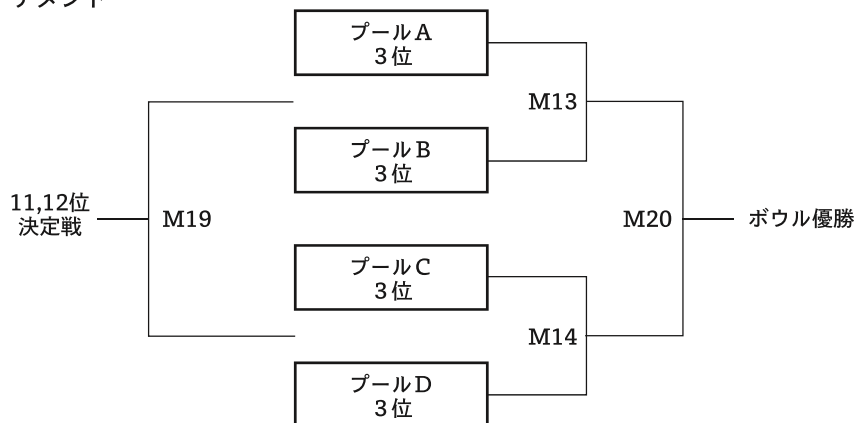 プールA
3位
M13
プールB
3位
11,12位
決定戦
M19
M20
ボウル優勝
プールC
3位
M14
プールD
3位